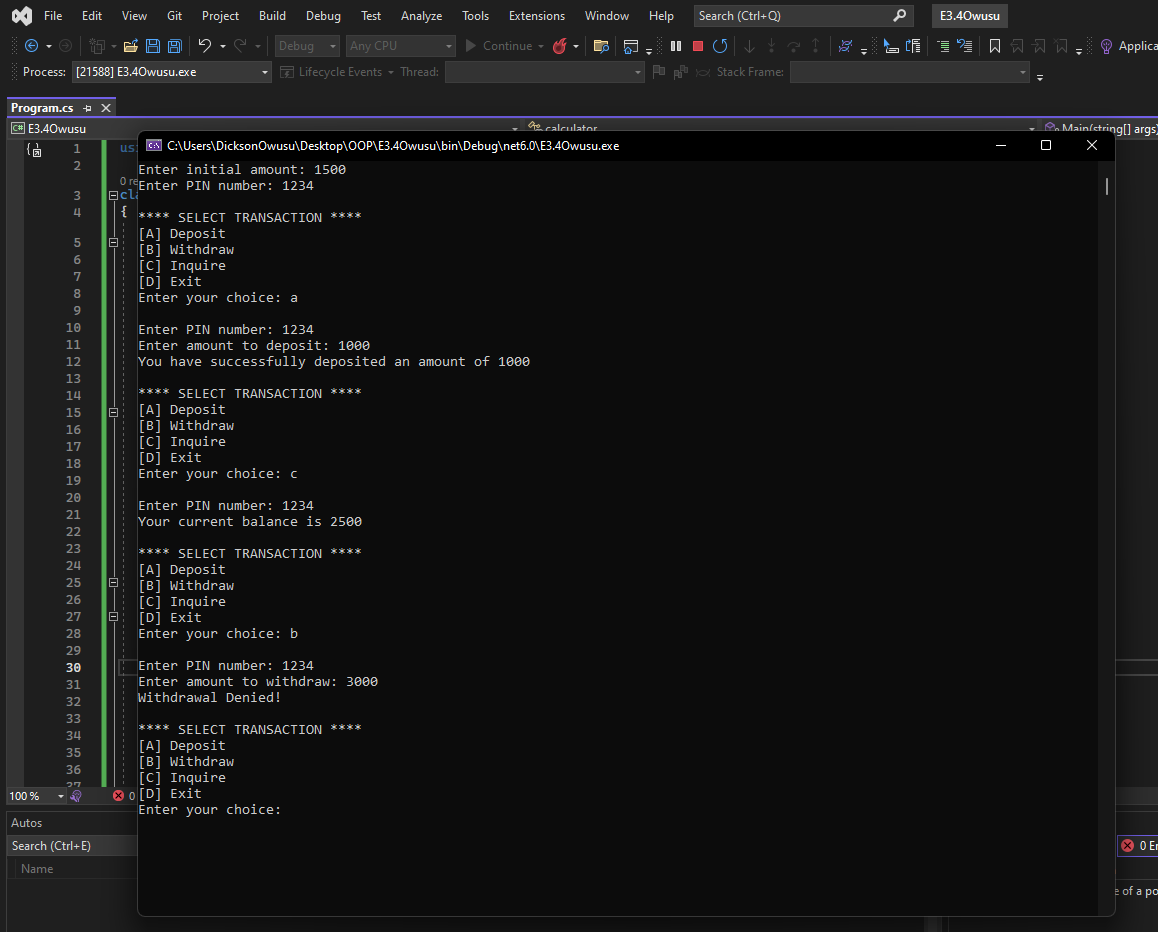 File Edit View Git Project Build Debug Test Analyze Tools Extensions Window Help Search (Ctrl+Q) E3.4Owusu
Debug Any CPU Continue Applica
Process: [21588] E3.4Owusu.exe Lifecycle Events Thread: Stack Frame:
Program.cs
C# E3.4Owusu calculator Main(string[] args)
C:\Users\DicksonOwusu\Desktop\OOP\E3.4Owusu\bin\Debug\net6.0\E3.4Owusu.exe
1 usi
2
0 re
3 cla
4 {
5
6
7
8
9
10
11
12
13
14
15
16
17
18
19
20
21
22
23
24
25
26
27
28
29
30
31
32
33
34
35
36
37
Enter initial amount: 1500
Enter PIN number: 1234
**** SELECT TRANSACTION ****
[A] Deposit
[B] Withdraw
[C] Inquire
[D] Exit
Enter your choice: a
Enter PIN number: 1234
Enter amount to deposit: 1000
You have successfully deposited an amount of 1000
**** SELECT TRANSACTION ****
[A] Deposit
[B] Withdraw
[C] Inquire
[D] Exit
Enter your choice: c
Enter PIN number: 1234
Your current balance is 2500
**** SELECT TRANSACTION ****
[A] Deposit
[B] Withdraw
[C] Inquire
[D] Exit
Enter your choice: b
Enter PIN number: 1234
Enter amount to withdraw: 3000
Withdrawal Denied!
**** SELECT TRANSACTION ****
[A] Deposit
[B] Withdraw
[C] Inquire
[D] Exit
Enter your choice:
100 % 0
Autos
Search (Ctrl+E) 0 Er
Name
e of a po